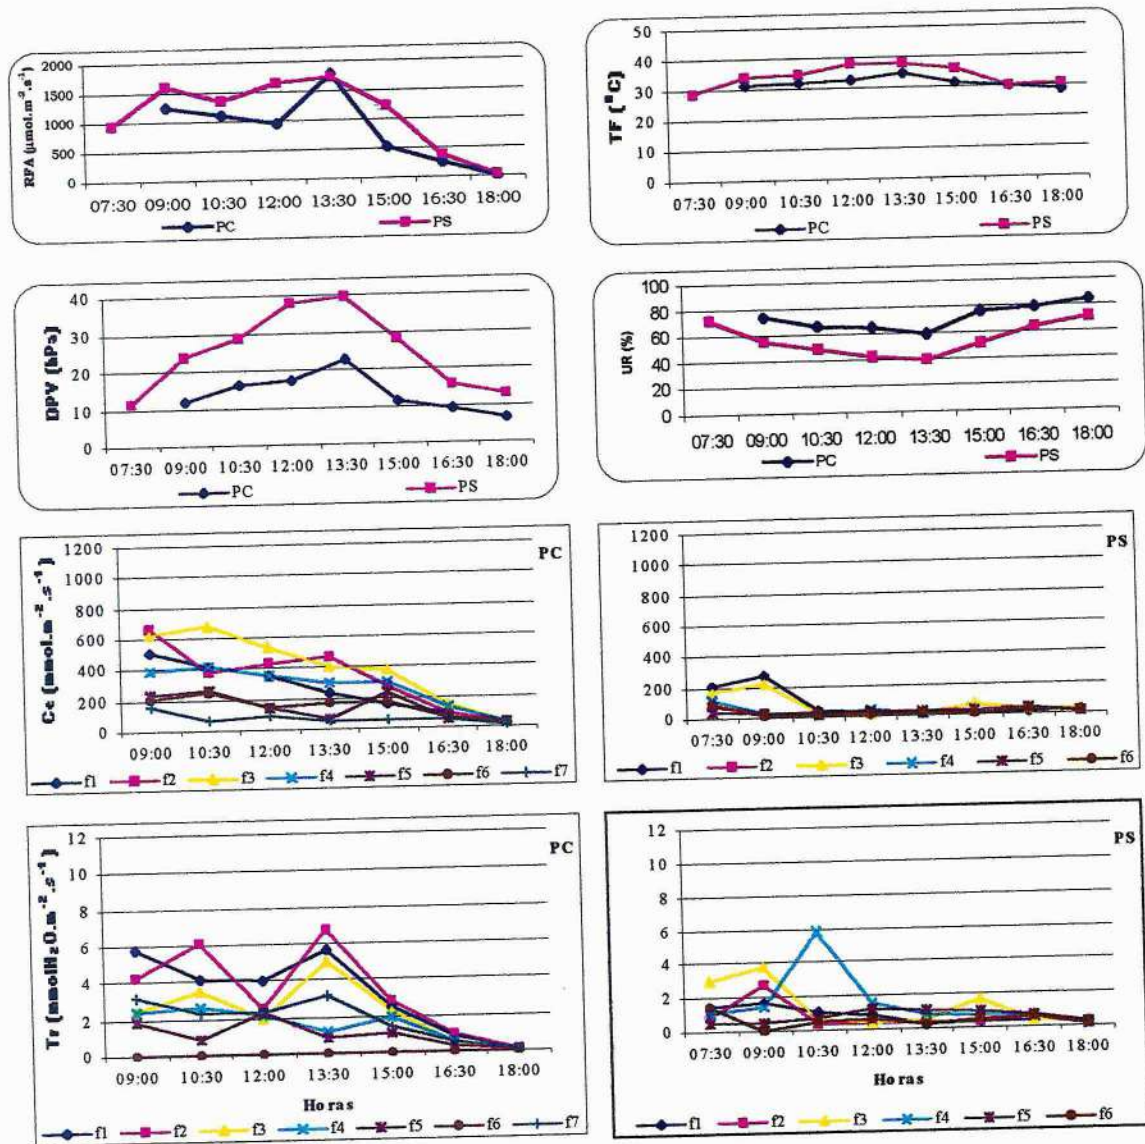 RFA (µmol.m⁻².s⁻¹)
2000
1500
1000
500
0
07:30 09:00 10:30 12:00 13:30 15:00 16:30 18:00
PC PS
TF (ºC)
50
40
30
20
10
0
07:30 09:00 10:30 12:00 13:30 15:00 16:30 18:00
PC PS
DPV (hPa)
40
30
20
10
0
07:30 09:00 10:30 12:00 13:30 15:00 16:30 18:00
PC PS
UR (%)
100
80
60
40
20
0
07:30 09:00 10:30 12:00 13:30 15:00 16:30 18:00
PC PS
PC
Ce (mmol.m⁻².s⁻¹)
1200
1000
800
600
400
200
0
09:00 10:30 12:00 13:30 15:00 16:30 18:00
f1 f2 f3 f4 f5 f6 f7
PS
1200
1000
800
600
400
200
0
07:30 09:00 10:30 12:00 13:30 15:00 16:30 18:00
f1 f2 f3 f4 f5 f6
PC
Tr (mmolH₂O.m⁻².s⁻¹)
12
10
8
6
4
2
0
09:00 10:30 12:00 13:30 15:00 16:30 18:00
Horas
f1 f2 f3 f4 f5 f6 f7
PS
12
10
8
6
4
2
0
07:30 09:00 10:30 12:00 13:30 15:00 16:30 18:00
Horas
f1 f2 f3 f4 f5 f6